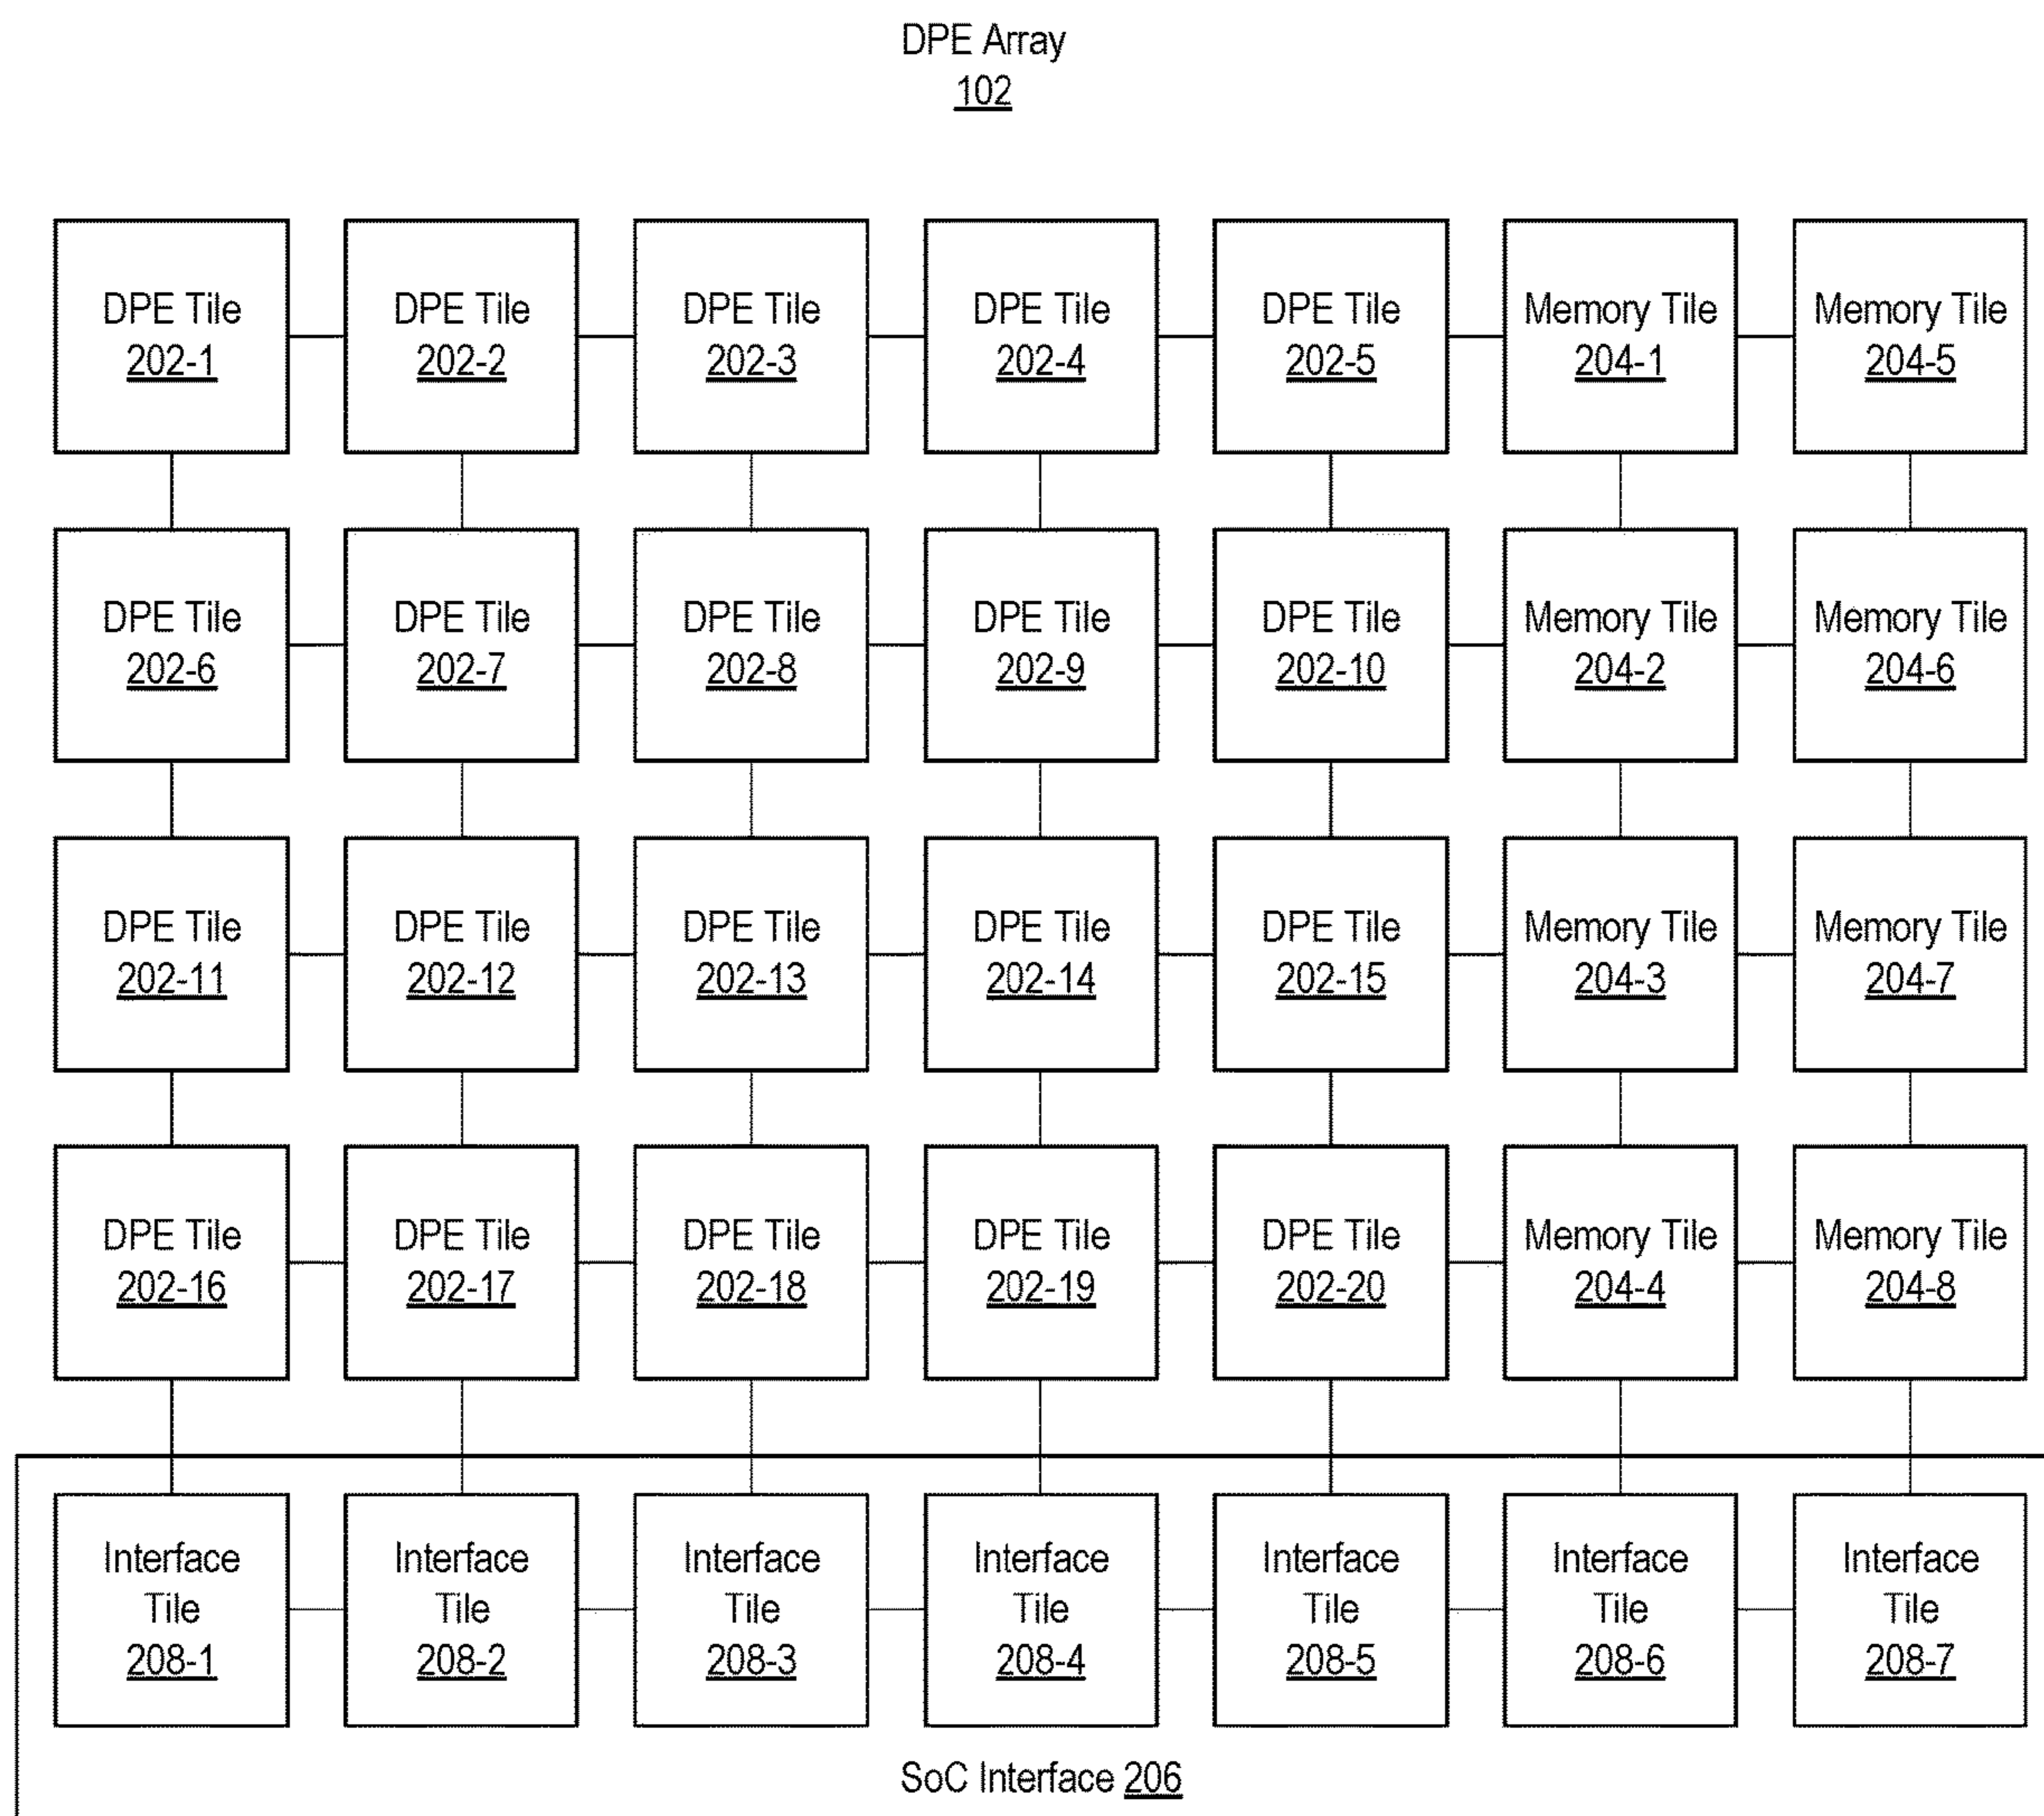 DPE Array
102
DPE Tile
202-1
DPE Tile
202-2
DPE Tile
202-3
DPE Tile
202-4
DPE Tile
202-5
Memory Tile
204-1
Memory Tile
204-5
DPE Tile
202-6
DPE Tile
202-7
DPE Tile
202-8
DPE Tile
202-9
DPE Tile
202-10
Memory Tile
204-2
Memory Tile
204-6
DPE Tile
202-11
DPE Tile
202-12
DPE Tile
202-13
DPE Tile
202-14
DPE Tile
202-15
Memory Tile
204-3
Memory Tile
204-7
DPE Tile
202-16
DPE Tile
202-17
DPE Tile
202-18
DPE Tile
202-19
DPE Tile
202-20
Memory Tile
204-4
Memory Tile
204-8
Interface
Tile
208-1
Interface
Tile
208-2
Interface
Tile
208-3
Interface
Tile
208-4
Interface
Tile
208-5
Interface
Tile
208-6
Interface
Tile
208-7
SoC Interface 206